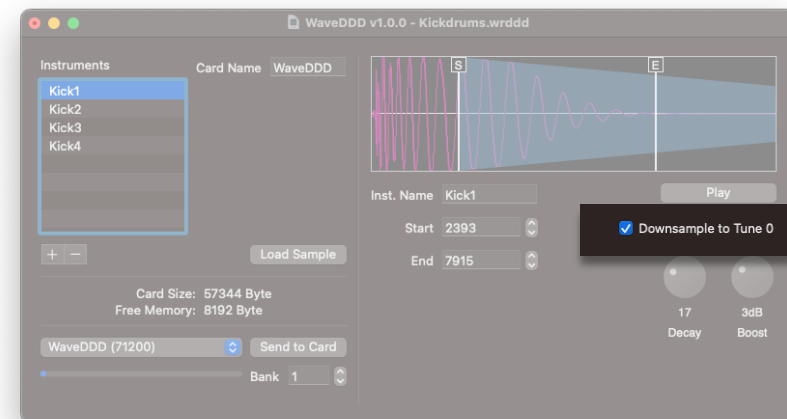 WaveDDD v1.0.0 - Kickdrums.wrddd
Instruments
Card Name WaveDDD
Kick1
Kick2
Kick3
Kick4
+ −
Load Sample
Card Size: 57344 Byte
Free Memory: 8192 Byte
WaveDDD (71200)
Send to Card
Bank 1
S E
Inst. Name Kick1
Play
Start 2393
Downsample to Tune 0
End 7915
17 3dB
Decay Boost